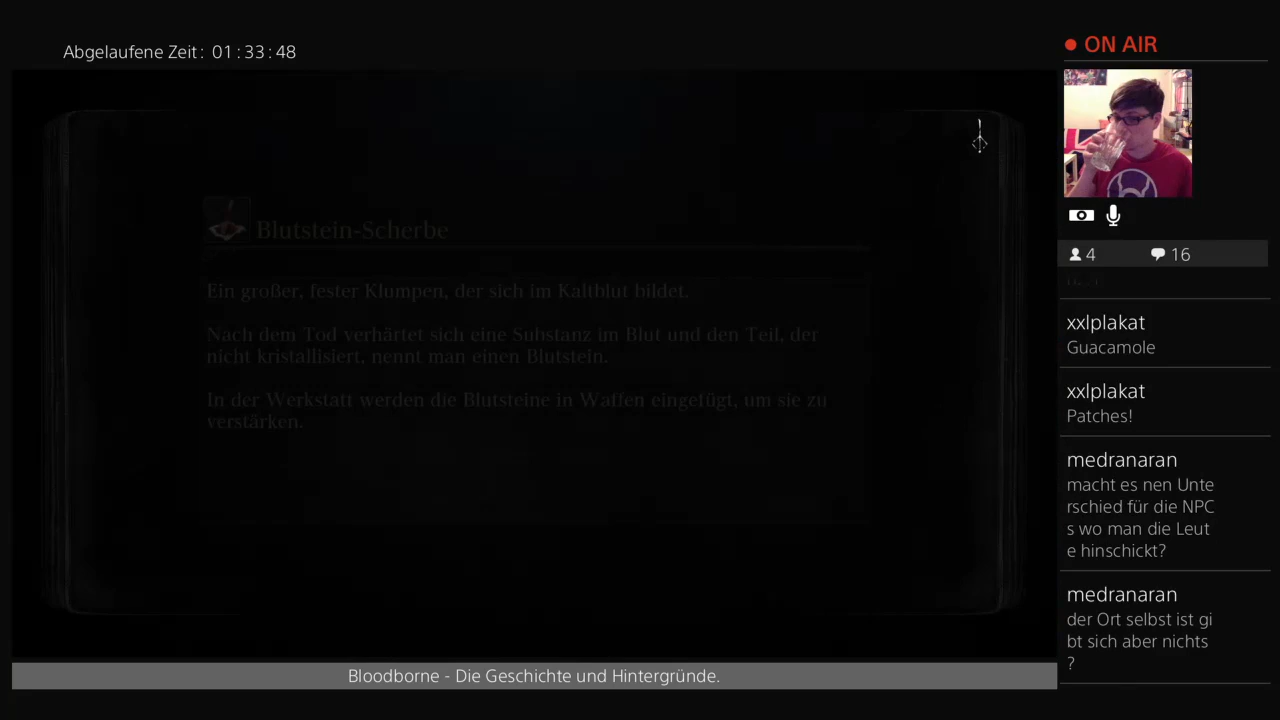 Abgelaufene Zeit: 01:33:48
ON AIR
4 16
Blutstein-Scherbe
Ein großer, fester Klumpen, der sich im Kaltblut bildet.
Nach dem Tod verhärtet sich eine Substanz im Blut und den Teil, der
nicht kristallisiert, nennt man einen Blutstein.
In der Werkstatt werden die Blutsteine in Waffen eingefügt, um sie zu
verstärken.
xxlplakat
Guacamole
xxlplakat
Patches!
medranaran
macht es nen Unte
rschied für die NPC
s wo man die Leut
e hinschickt?
medranaran
der Ort selbst ist gi
bt sich aber nichts
?
Bloodborne - Die Geschichte und Hintergründe.